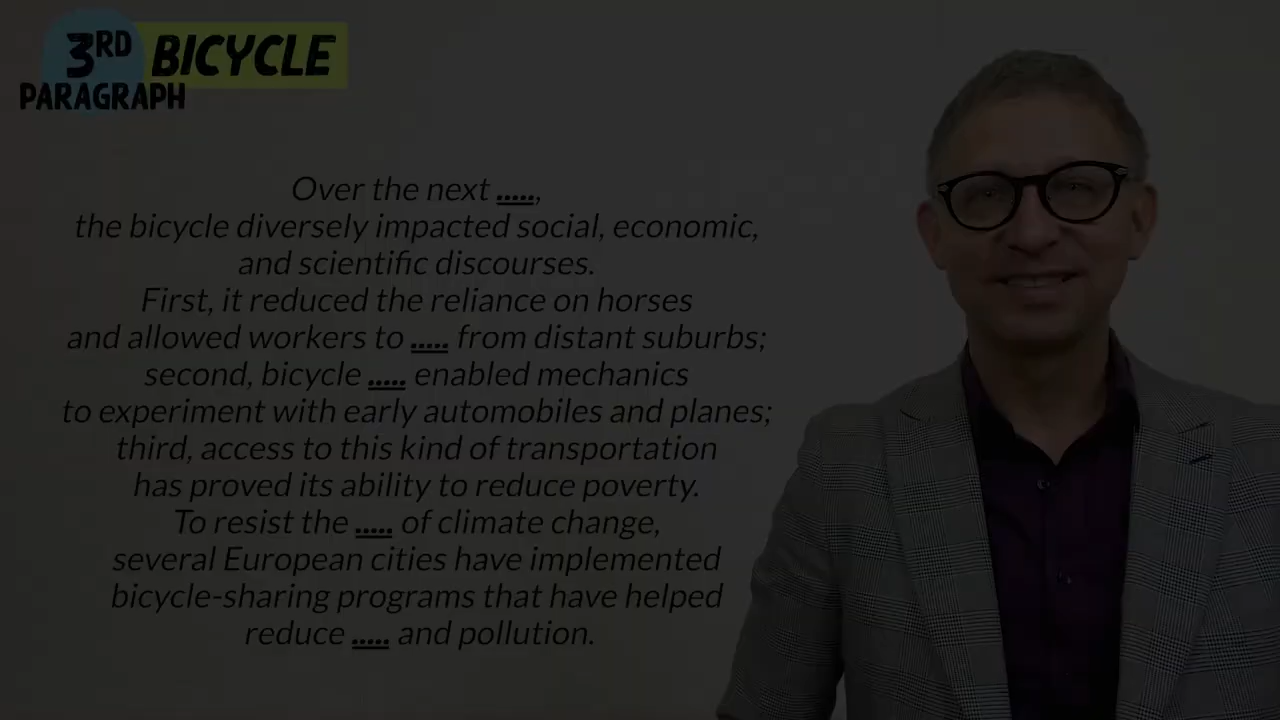 3RD BICYCLE
PARAGRAPH
Over the next .....,
the bicycle diversely impacted social, economic,
and scientific discourses.
First, it reduced the reliance on horses
and allowed workers to ..... from distant suburbs;
second, bicycle ..... enabled mechanics
to experiment with early automobiles and planes;
third, access to this kind of transportation
has proved its ability to reduce poverty.
To resist the ..... of climate change,
several European cities have implemented
bicycle-sharing programs that have helped
reduce ..... and pollution.